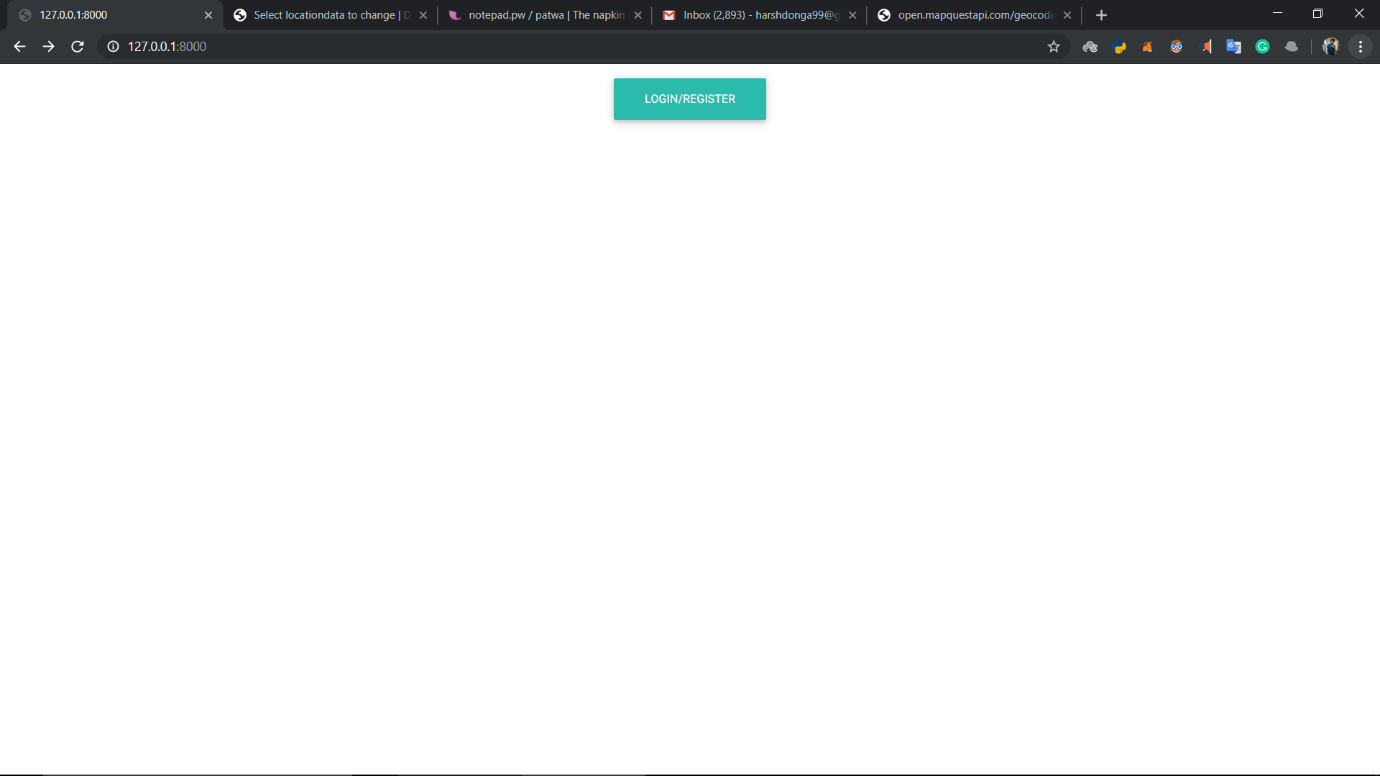 127.0.0.1:8000
Select locationdata to change | D
notepad.pw / patwa | The napkin
Inbox (2,893) - harshdonga99@g
open.mapquestapi.com/geocodin
127.0.0.1:8000
LOGIN/REGISTER